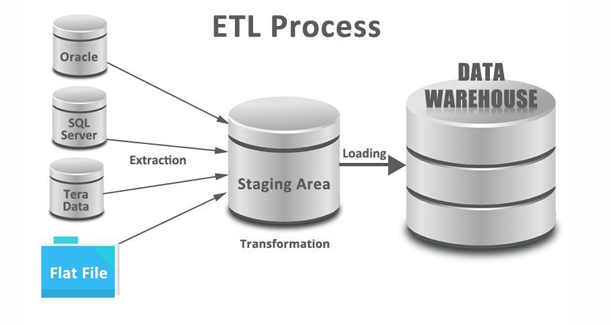 ETL Process
Oracle
SQL
Server
Tera
Data
Flat File
Extraction
Staging Area
Transformation
Loading
DATA
WAREHOUSE